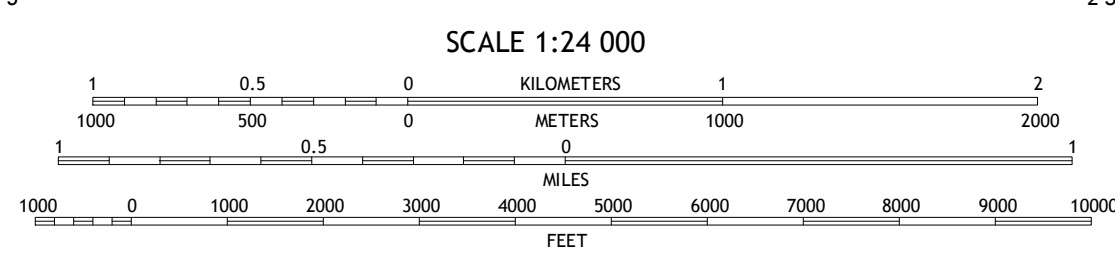 SCALE 1:24 000
1 0.5 0 KILOMETERS 1 2
1000 500 0 METERS 1000 2000
1 0.5 0 1
MILES
1000 0 1000 2000 3000 4000 5000 6000 7000 8000 9000 10000
FEET